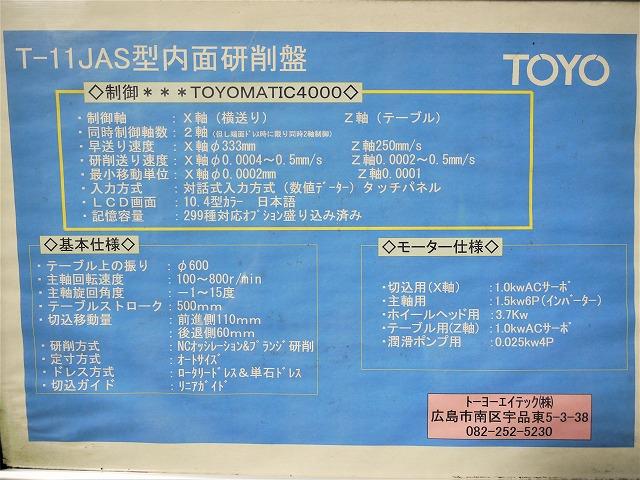 T-11JAS型内面研削盤
TOYO
◇制御＊＊＊TOYOMATIC4000◇
・制御軸 ：X軸（横送り） Z軸（テーブル）
・同時制御軸数：２軸（但し端面ドレス時に限り同時2軸制御）
・早送り速度 ：X軸φ333mm Z軸250mm/s
・研削送り速度：X軸φ0.0004～0.5mm/s Z軸0.0002～0.5mm/s
・最小移動単位：X軸φ0.0002mm Z軸0.0001
・入力方式 ：対話式入力方式（数値データー）タッチパネル
・ＬＣＤ画面 ：10.4型カラー 日本語
・記憶容量 ：299種対応オプション盛り込み済み
◇基本仕様◇
・テーブル上の振り ：φ600
・主軸回転速度 ：100～800r/min
・主軸旋回角度 ：－1～15度
・テーブルストローク ：500mm
・切込移動量 ：前進側110mm
後退側60mm
・研削方式 ：NCオッシレーション&プランジ研削
・定寸方式 ：オートサイズ
・ドレス方式 ：ロータリードレス＆単石ドレス
・切込ガイド ：リニアガイド
◇モーター仕様◇
・切込用(X軸) ：1.0kwACサーボ
・主軸用 ：1.5kw6P（インバーター）
・ホイールヘッド用 ：3.7Kw
・テーブル用(Z軸) ：1.0kwACサーボ
・潤滑ポンプ用 ：0.025kw4P
トーヨーエイテック㈱
広島市南区宇品東5-3-38
082-252-5230